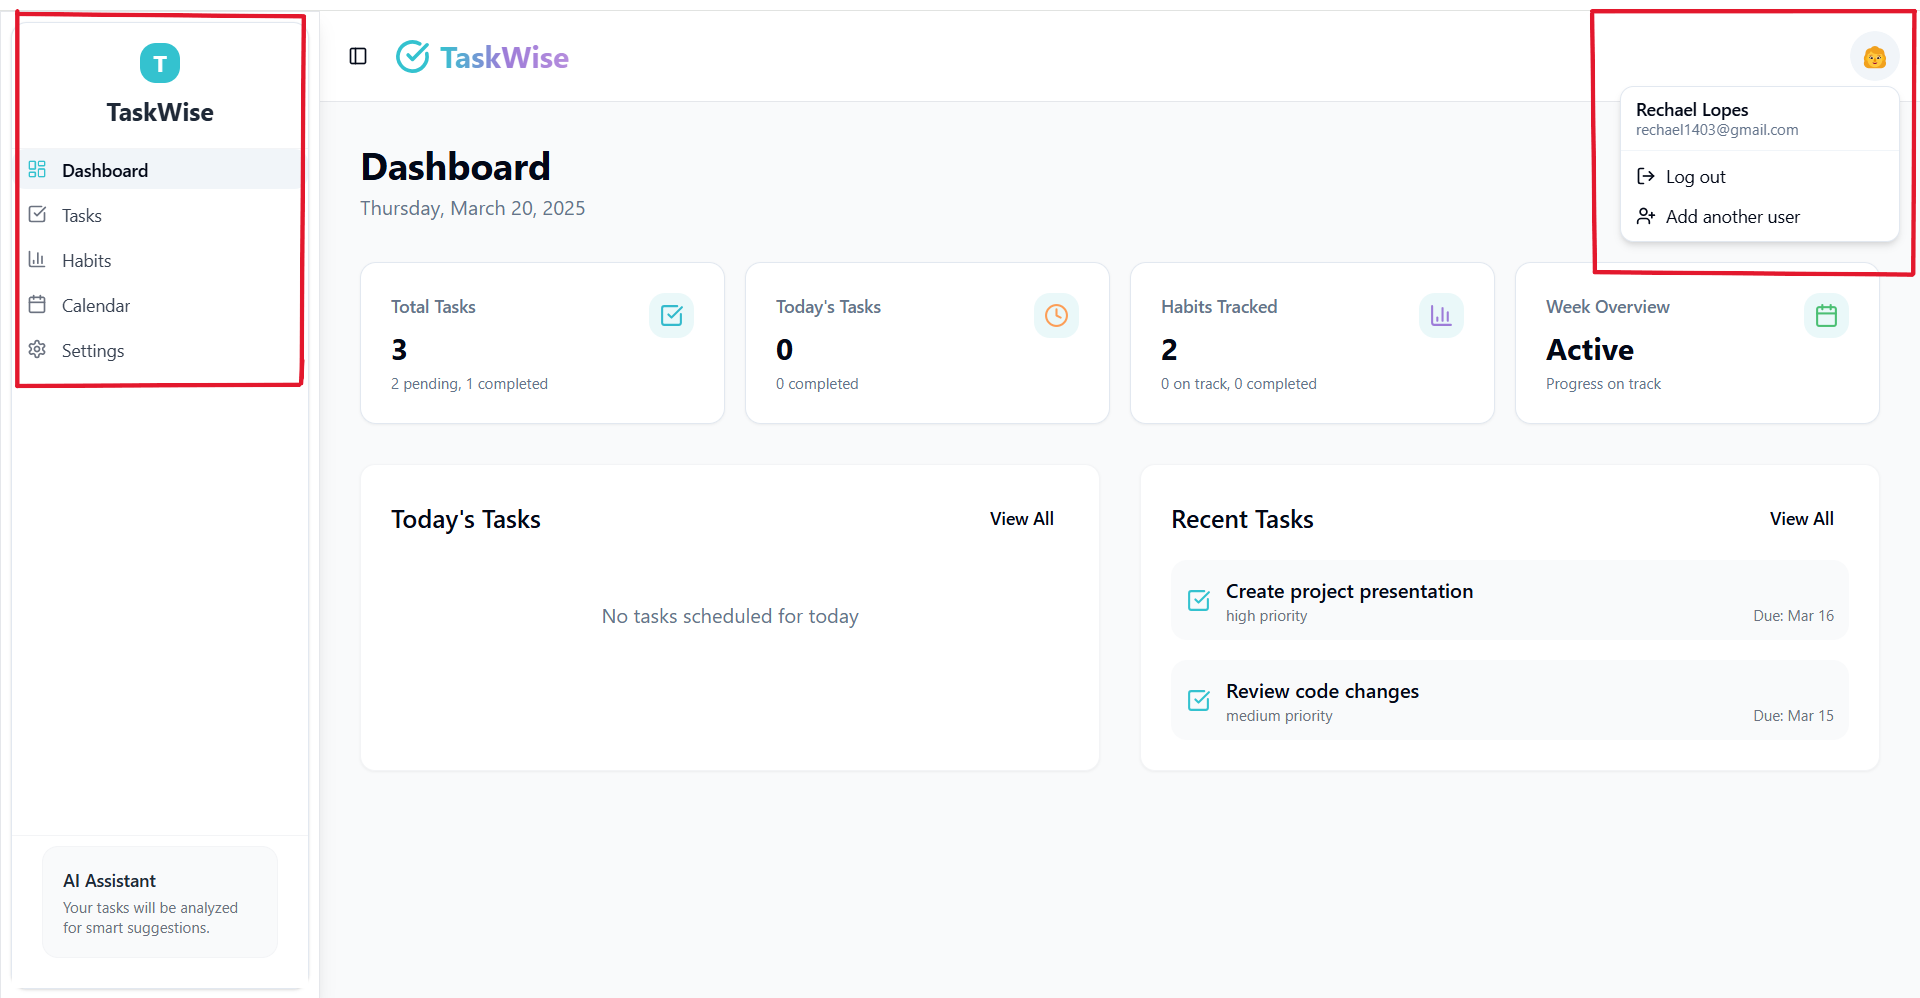 T
TaskWise
Dashboard
Tasks
Habits
Calendar
Settings
AI Assistant
Your tasks will be analyzed
for smart suggestions.
TaskWise
Rechael Lopes
rechael1403@gmail.com
Log out
Add another user
Dashboard
Thursday, March 20, 2025
Total Tasks
3
2 pending, 1 completed
Today's Tasks
0
0 completed
Habits Tracked
2
0 on track, 0 completed
Week Overview
Active
Progress on track
Today's Tasks
View All
No tasks scheduled for today
Recent Tasks
View All
Create project presentation
high priority
Due: Mar 16
Review code changes
medium priority
Due: Mar 15